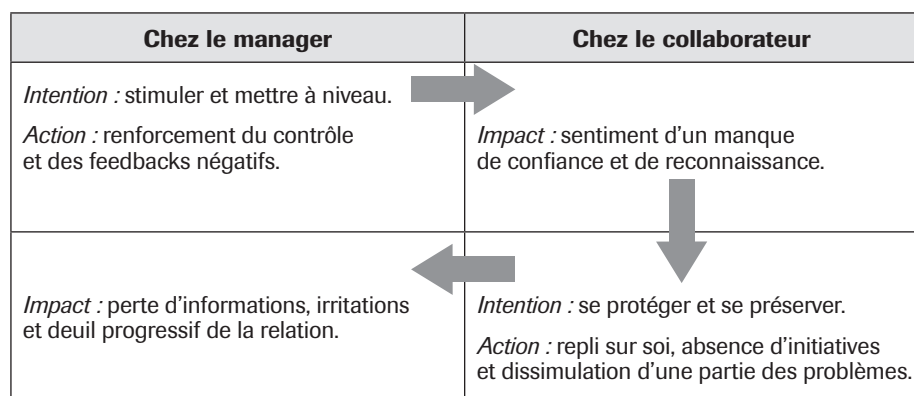 Chez le manager
Chez le collaborateur
Intention : stimuler et mettre à niveau.
Action : renforcement du contrôle
et des feedbacks négatifs.
Impact : sentiment d’un manque
de confiance et de reconnaissance.
Impact : perte d’informations, irritations
et deuil progressif de la relation.
Intention : se protéger et se préserver.
Action : repli sur soi, absence d’initiatives
et dissimulation d’une partie des problèmes.